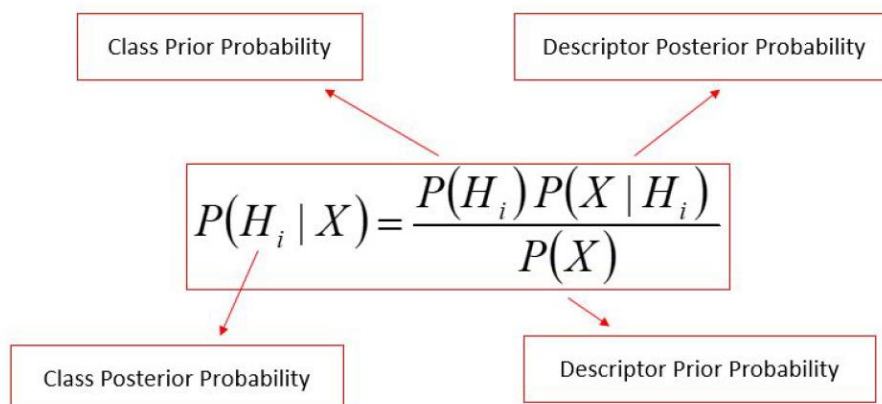 Class Prior Probability
Descriptor Posterior Probability
P(H_i | X) = P(H_i) P(X | H_i) / P(X)
Class Posterior Probability
Descriptor Prior Probability